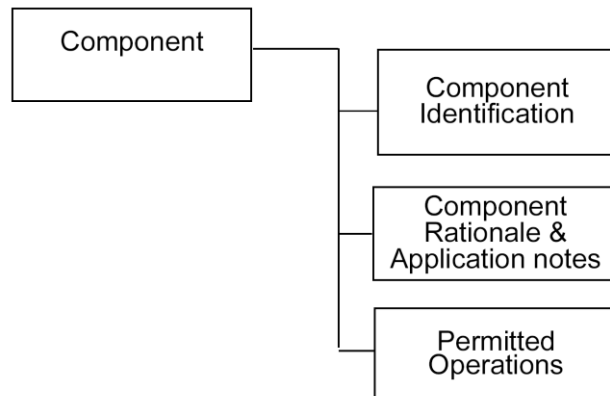 Component
Component
Identification
Component
Rationale &
Application notes
Permitted
Operations